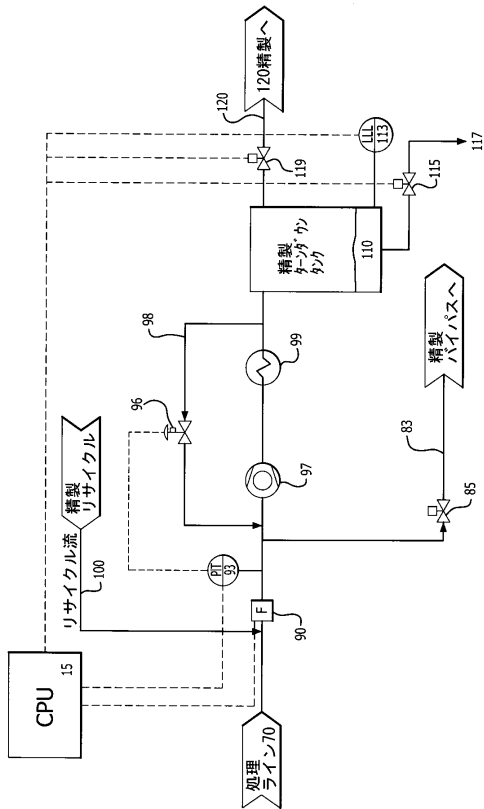 CPU
15
リサイクル流
100
精製
リサイクル
処理
ライン70
F
90
PIT
93
96
98
97
99
精製
ターンダウン
タンク
110
119
120
120精製へ
LLL
113
115
117
85
83
精製
バイパスへ